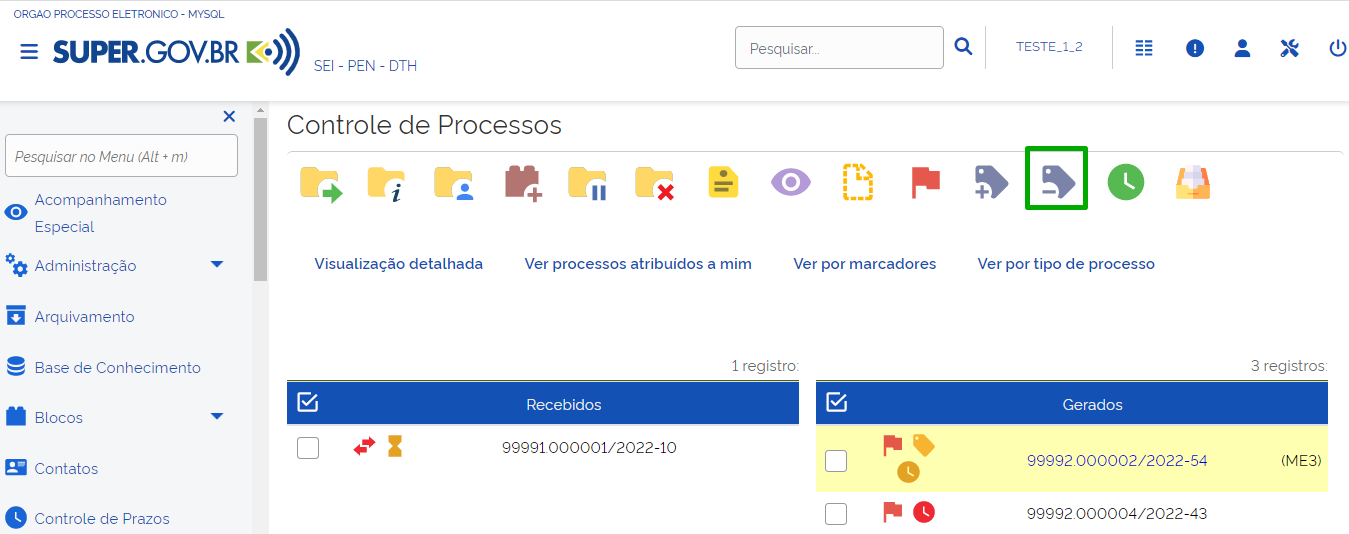 ORGAO PROCESSO ELETRONICO - MYSQL
SUPER.GOV.BR
SEI - PEN - DTH
Pesquisar...
TESTE_1_2
Pesquisar no Menu (Alt + m)
Acompanhamento
Especial
Administração
Arquivamento
Base de Conhecimento
Blocos
Contatos
Controle de Prazos
Controle de Processos
Visualização detalhada
Ver processos atribuídos a mim
Ver por marcadores
Ver por tipo de processo
1 registro:
Recebidos
99991.000001/2022-10
3 registros:
Gerados
99992.000002/2022-54
(ME3)
99992.000004/2022-43